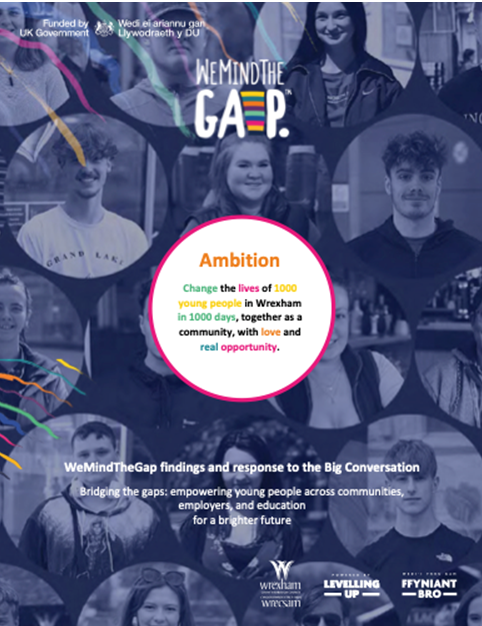 Funded by
UK Government
Wedi ei ariannu gan
Llywodraeth y DU
WEMINDTHE
GAP.™
GRAND LAKE
Ambition
Change the lives of 1000
young people in Wrexham
in 1000 days, together as a
community, with love and
real opportunity.
WeMindTheGap findings and response to the Big Conversation
Bridging the gaps: empowering young people across communities,
employers, and education
for a brighter future
wrexham
wrecsam
LEVELLING
UP
FFYNIANT
BRO